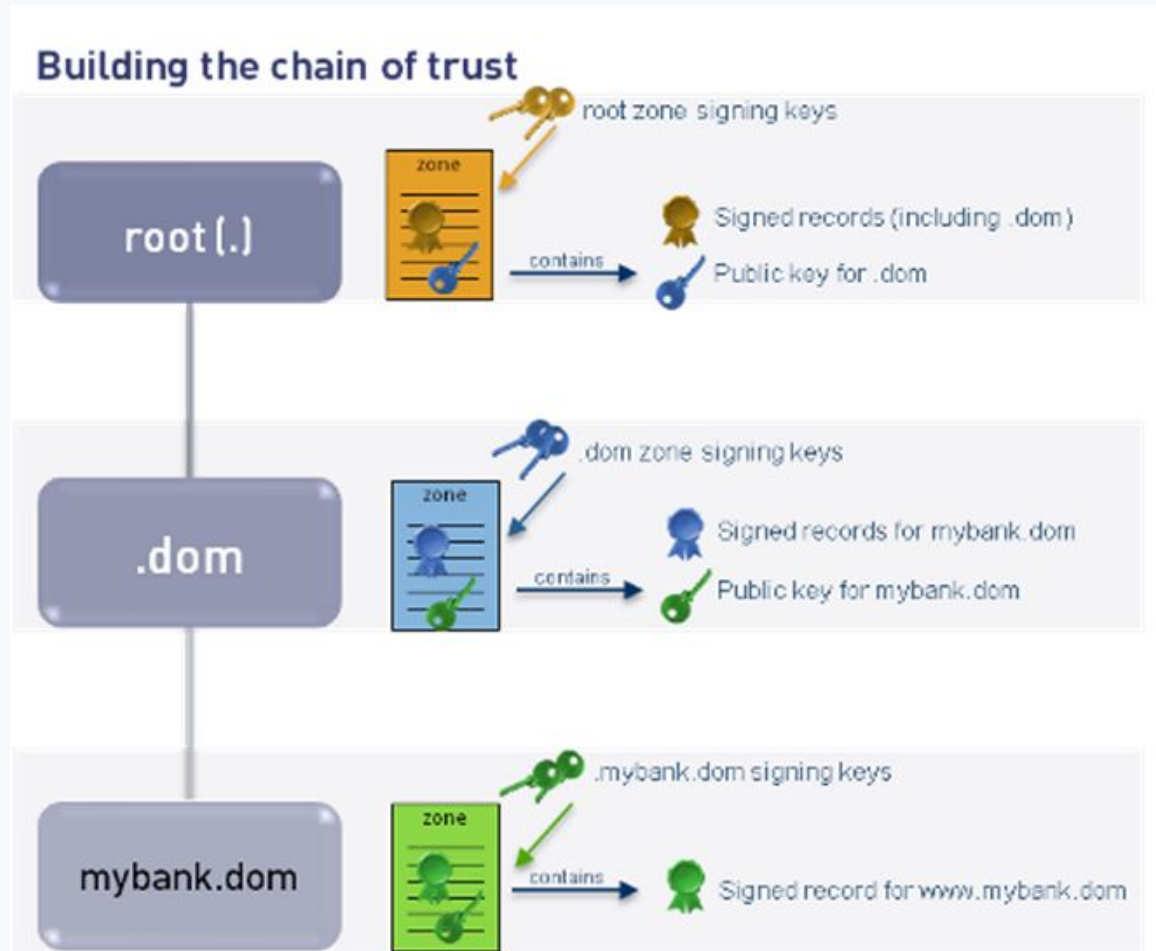 Building the chain of trust
root zone signing keys
zone
root (.)
Signed records (including .dom)
contains
Public key for .dom
.dom zone signing keys
zone
Signed records for mybank.dom
.dom
contains
Public key for mybank.dom
.mybank.dom signing keys
zone
mybank.dom
contains
Signed record for www.mybank.dom